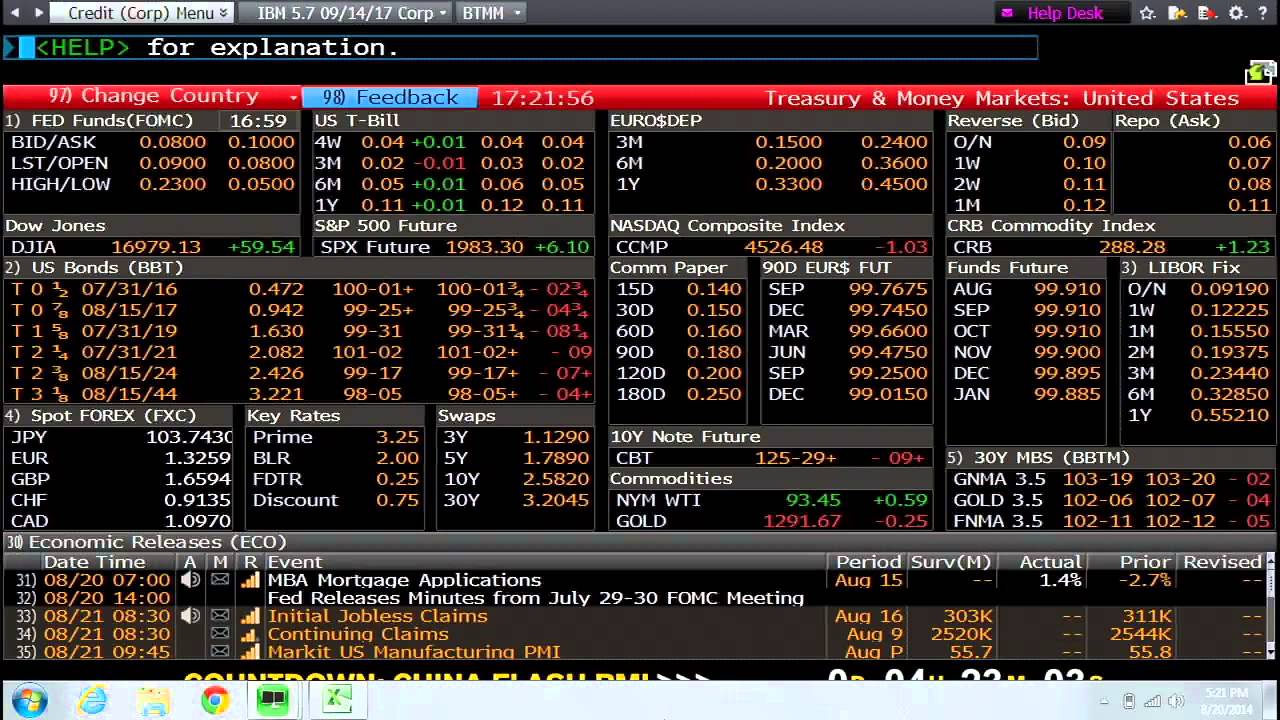 Credit (Corp) Menu IBM 5.7 09/14/17 Corp BTMM Help Desk ?
<HELP> for explanation.
97) Change Country 98) Feedback 17:21:56 Treasury & Money Markets: United States
1) FED Funds(FOMC) 16:59 US T-Bill EURO$DEP Reverse (Bid) Repo (Ask)
BID/ASK 0.0800 0.1000 4W 0.04 +0.01 0.04 0.04 3M 0.1500 0.2400 O/N 0.09 0.06
LST/OPEN 0.0900 0.0800 3M 0.02 -0.01 0.03 0.02 6M 0.2000 0.3600 1W 0.10 0.07
HIGH/LOW 0.2300 0.0500 6M 0.05 +0.01 0.06 0.05 1Y 0.3300 0.4500 2W 0.11 0.08
1Y 0.11 +0.01 0.12 0.11 1M 0.12 0.11
Dow Jones S&P 500 Future NASDAQ Composite Index CRB Commodity Index
DJIA 16979.13 +59.54 SPX Future 1983.30 +6.10 CCMP 4526.48 -1.03 CRB 288.28 +1.23
2) US Bonds (BBT) Comm Paper 90D EUR$ FUT Funds Future 3) LIBOR Fix
T 0 ½ 07/31/16 0.472 100-01+ 100-01¾ - 02¾ 15D 0.140 SEP 99.7675 AUG 99.910 O/N 0.09190
T 0 ⅞ 08/15/17 0.942 99-25+ 99-25¾ - 04¾ 30D 0.150 DEC 99.7450 SEP 99.910 1W 0.12225
T 1 ⅝ 07/31/19 1.630 99-31 99-31¼ - 08¼ 60D 0.160 MAR 99.6600 OCT 99.910 1M 0.15550
T 2 ¼ 07/31/21 2.082 101-02 101-02+ - 09 90D 0.180 JUN 99.4750 NOV 99.900 2M 0.19375
T 2 ⅜ 08/15/24 2.426 99-17 99-17+ - 07+ 120D 0.200 SEP 99.2500 DEC 99.895 3M 0.23440
T 3 ⅛ 08/15/44 3.221 98-05 98-05+ - 04+ 180D 0.250 DEC 99.0150 JAN 99.885 6M 0.32850
1Y 0.55210
4) Spot FOREX (FXC) Key Rates Swaps 10Y Note Future 5) 30Y MBS (BBTM)
JPY 103.7430 Prime 3.25 3Y 1.1290 CBT 125-29+ - 09+
EUR 1.3259 BLR 2.00 5Y 1.7890 Commodities
GBP 1.6594 FDTR 0.25 10Y 2.5820 GNMA 3.5 103-19 103-20 - 02
CHF 0.9135 Discount 0.75 30Y 3.2045 NYM WTI 93.45 +0.59 GOLD 3.5 102-06 102-07 - 04
CAD 1.0970 GOLD 1291.67 -0.25 FNMA 3.5 102-11 102-12 - 05
30) Economic Releases (ECO)
Date Time A M R Event Period Surv(M) Actual Prior Revised
31) 08/20 07:00 MBA Mortgage Applications Aug 15 -- 1.4% -2.7% --
32) 08/20 14:00 Fed Releases Minutes from July 29-30 FOMC Meeting
33) 08/21 08:30 Initial Jobless Claims Aug 16 303K -- 311K --
34) 08/21 08:30 Continuing Claims Aug 9 2520K -- 2544K --
35) 08/21 09:45 Markit US Manufacturing PMI Aug P 55.7 -- 55.8 --
COUNTDOWN: CHINA FLASH PMI >>>
5:21 PM
8/20/2014